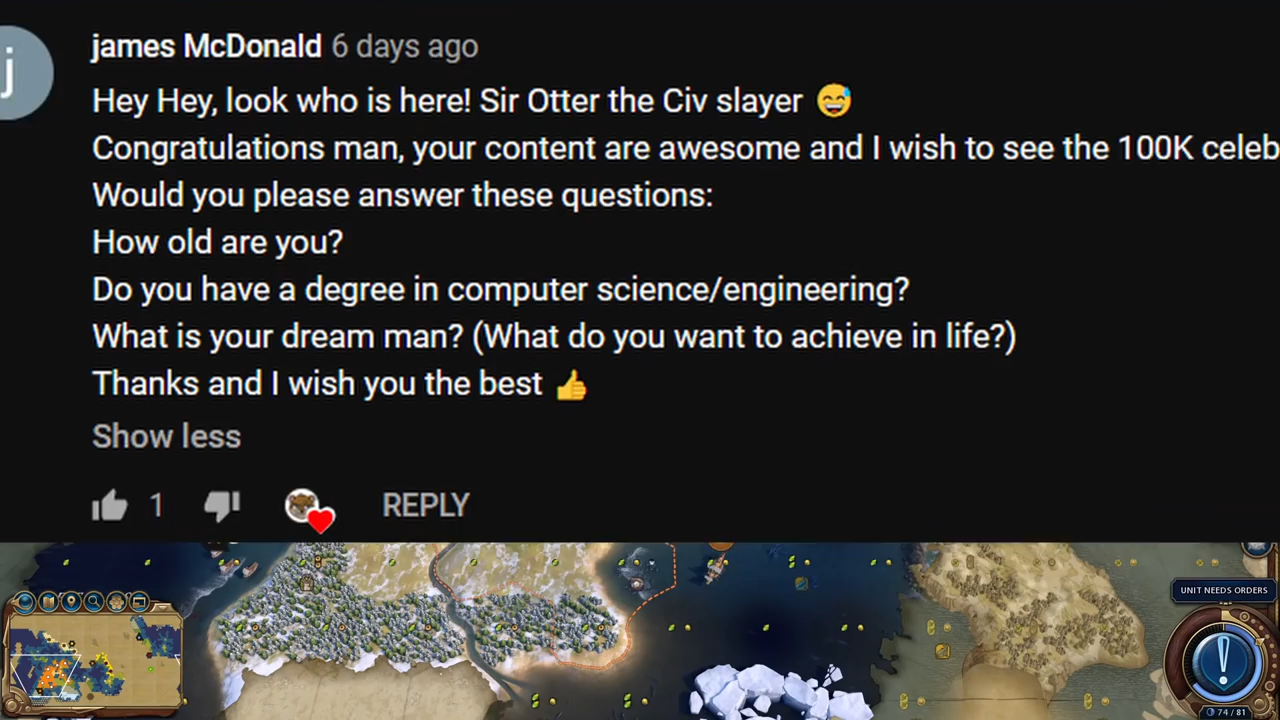 j
james McDonald 6 days ago
Hey Hey, look who is here! Sir Otter the Civ slayer 😅
Congratulations man, your content are awesome and I wish to see the 100K celeb
Would you please answer these questions:
How old are you?
Do you have a degree in computer science/engineering?
What is your dream man? (What do you want to achieve in life?)
Thanks and I wish you the best 👍
Show less
1 REPLY
UNIT NEEDS ORDERS
74 / 81